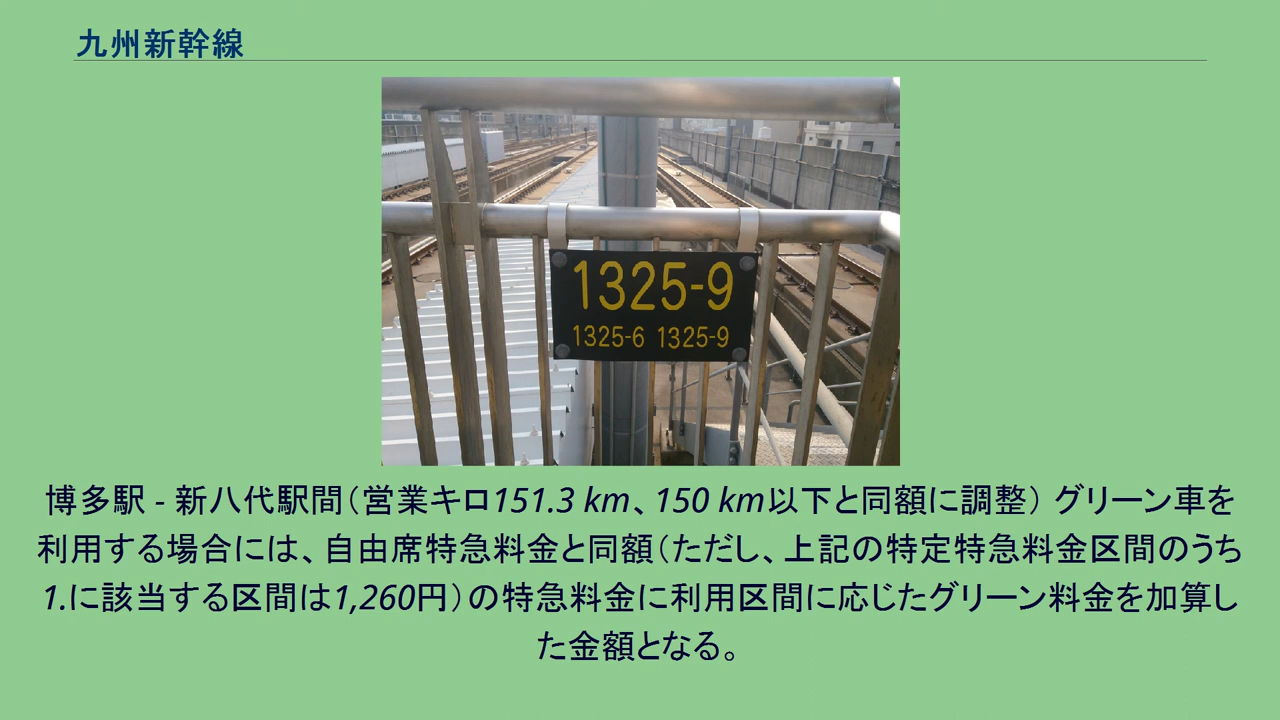 九州新幹線
1325-9
1325-6 1325-9
博多駅 - 新八代駅間（営業キロ151.3 km、150 km以下と同額に調整） グリーン車を
利用する場合には、自由席特急料金と同額（ただし、上記の特定特急料金区間のうち
1.に該当する区間は1,260円）の特急料金に利用区間に応じたグリーン料金を加算し
た金額となる。